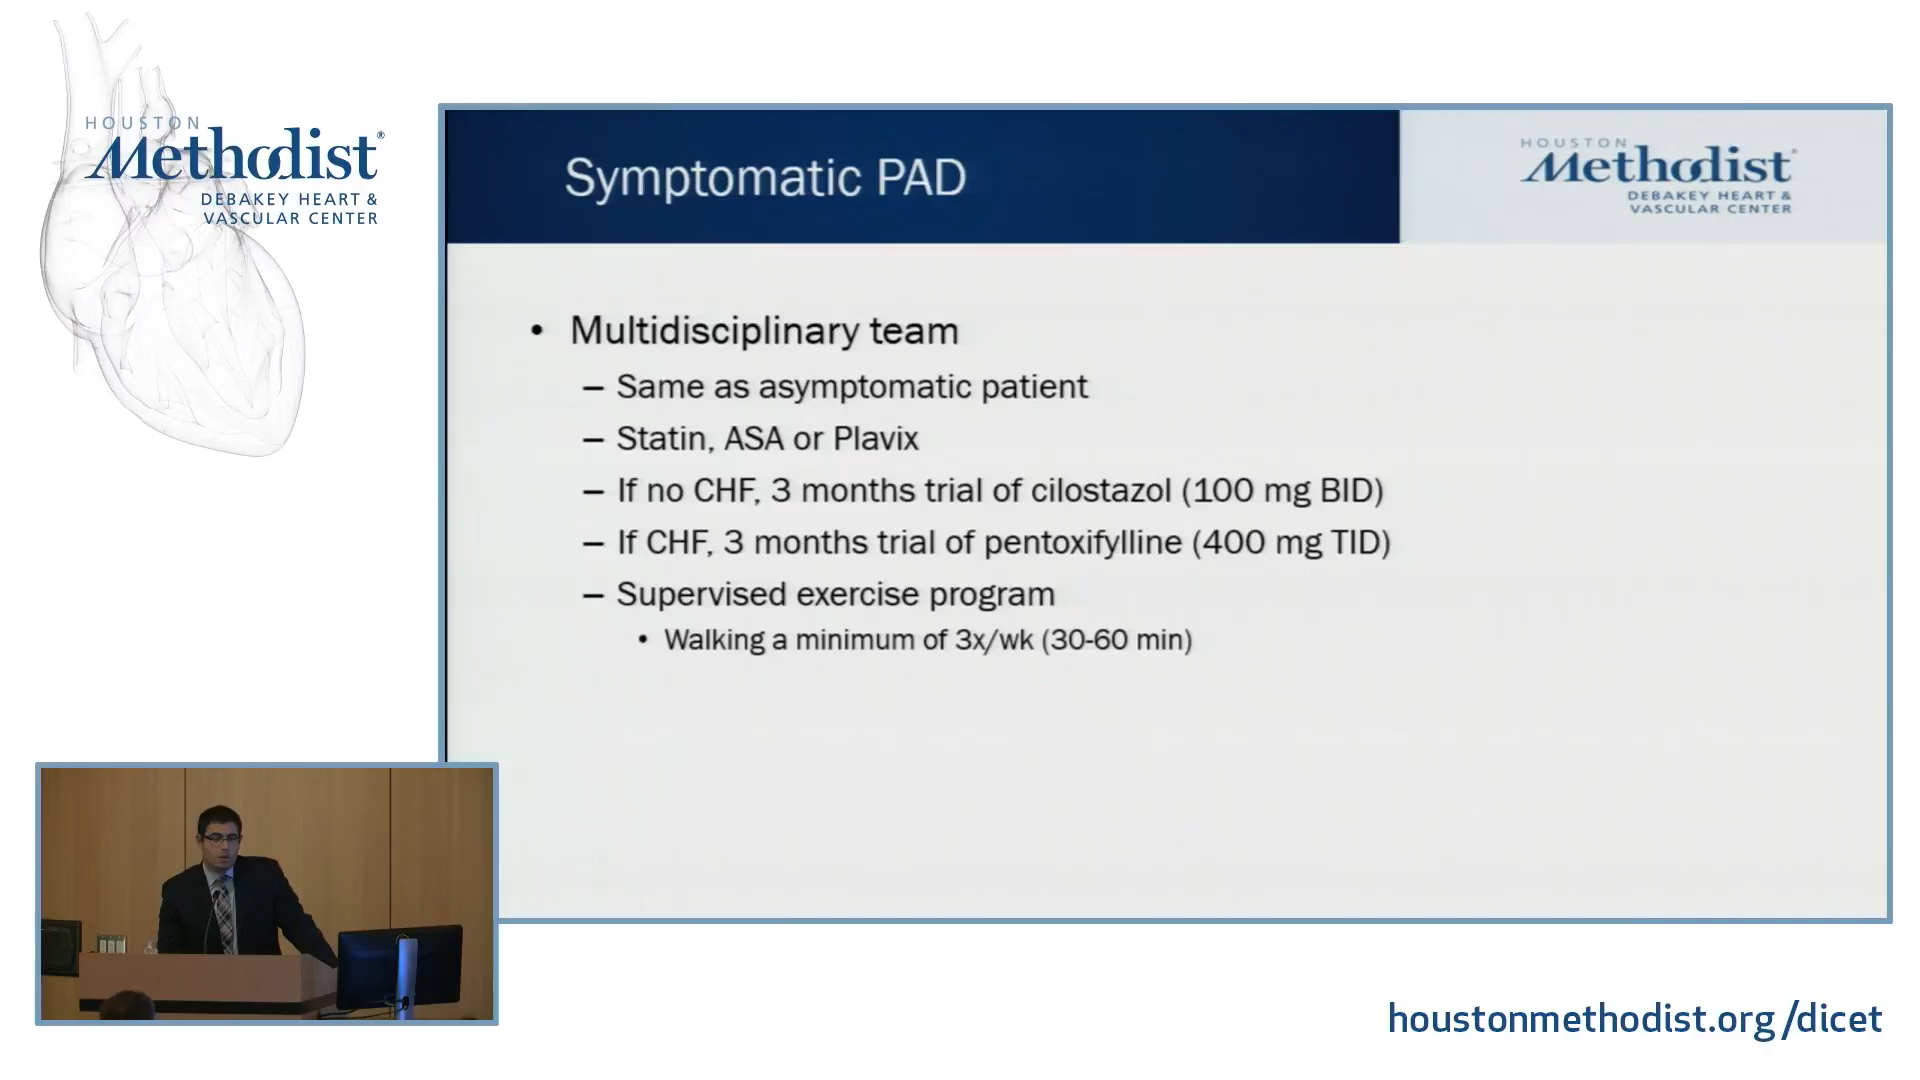 HOUSTON
Methodist®
DEBAKEY HEART &
VASCULAR CENTER
Symptomatic PAD
HOUSTON
Methodist®
DEBAKEY HEART &
VASCULAR CENTER
• Multidisciplinary team
– Same as asymptomatic patient
– Statin, ASA or Plavix
– If no CHF, 3 months trial of cilostazol (100 mg BID)
– If CHF, 3 months trial of pentoxifylline (400 mg TID)
– Supervised exercise program
• Walking a minimum of 3x/wk (30-60 min)
houstonmethodist.org/dicet